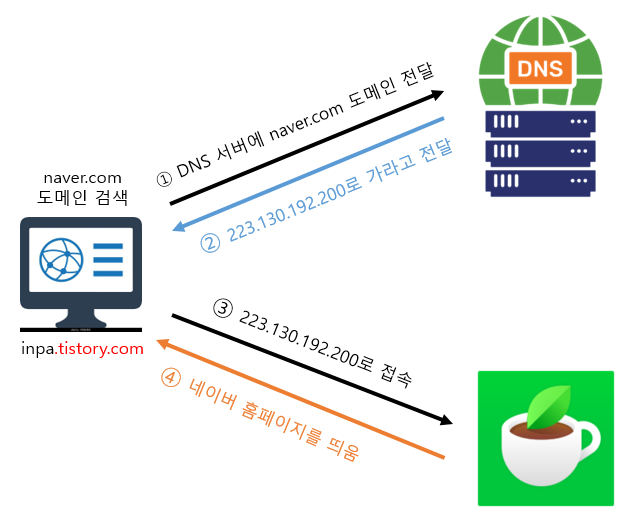 DNS
① DNS 서버에 naver.com 도메인 전달
② 223.130.192.200로 가라고 전달
naver.com
도메인 검색
inpa.tistory.com
③ 223.130.192.200로 접속
④ 네이버 홈페이지를 띄움